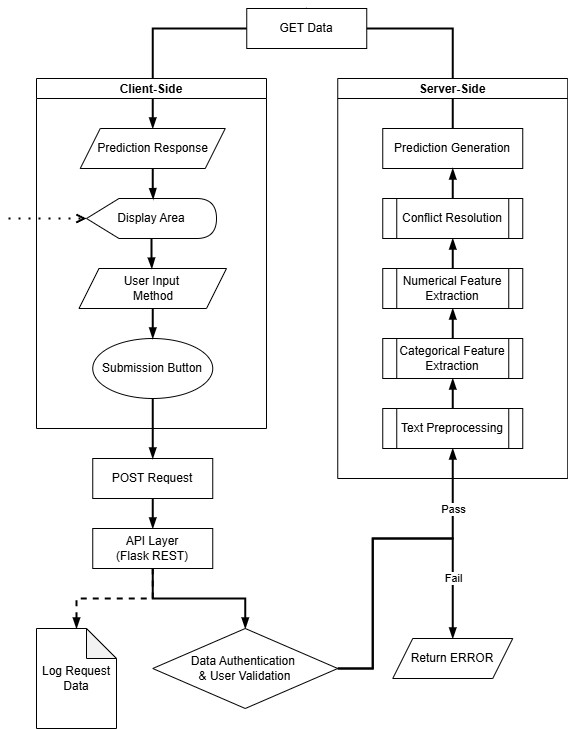 GET Data
Client-Side
Prediction Response
Display Area
User Input
Method
Submission Button
POST Request
API Layer
(Flask REST)
Log Request
Data
Data Authentication
& User Validation
Server-Side
Prediction Generation
Conflict Resolution
Numerical Feature
Extraction
Categorical Feature
Extraction
Text Preprocessing
Pass
Fail
Return ERROR